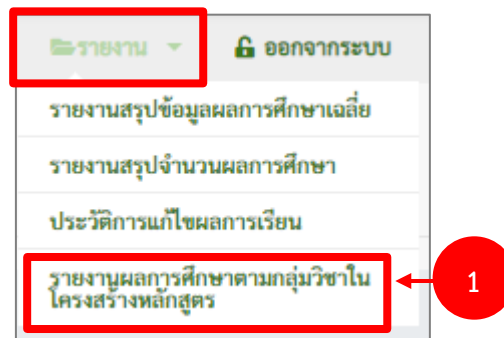 รายงาน
ออกจากระบบ
รายงานสรุปข้อมูลผลการศึกษาเฉลี่ย
รายงานสรุปจำนวนผลการศึกษา
ประวัติการแก้ไขผลการเรียน
รายงานผลการศึกษาตามกลุ่มวิชาใน
โครงสร้างหลักสูตร
1